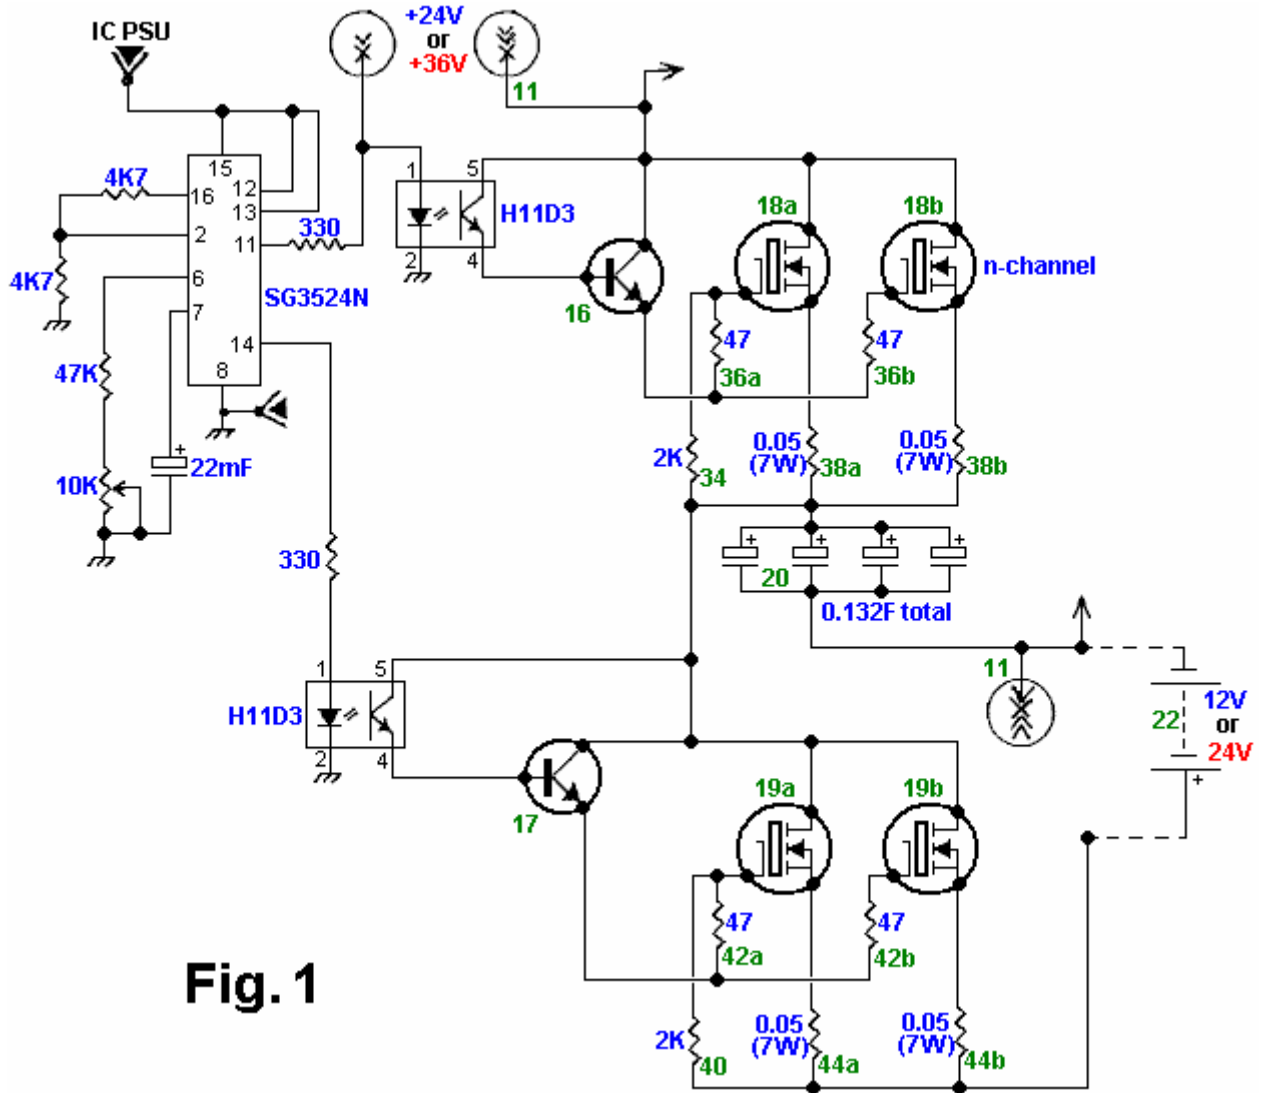 IC PSU
+24V
or
+36V
11
15
4K7
16
12
13
2
330
11
4K7
6
7
SG3524N
14
8
47K
10K
22mF
1
5
H11D3
2
4
16
18a
18b
n-channel
47
36a
47
36b
2K
34
0.05
(7W)
38a
0.05
(7W)
38b
+
+
+
+
+
20
0.132F total
330
1
5
H11D3
2
4
11
22
12V
or
24V
+
17
19a
19b
47
42a
47
42b
2K
40
0.05
(7W)
44a
0.05
(7W)
44b
Fig. 1